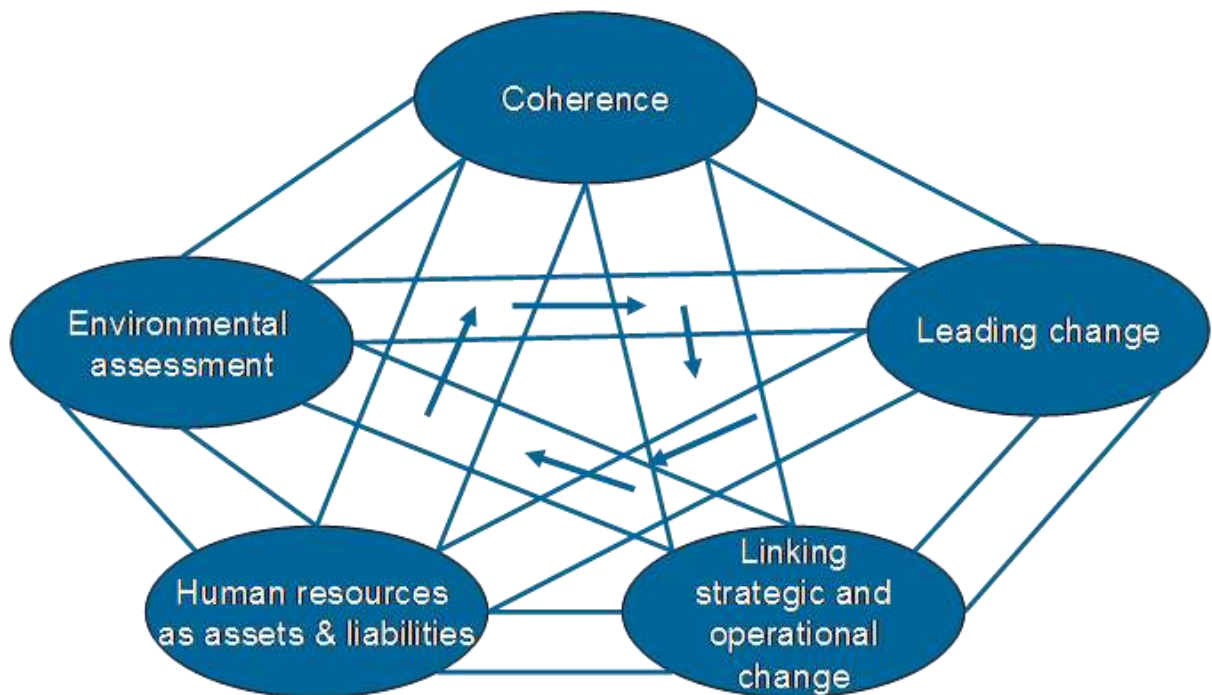 Coherence
Environmental
assessment
Leading change
Human resources
as assets & liabilities
Linking
strategic and
operational
change